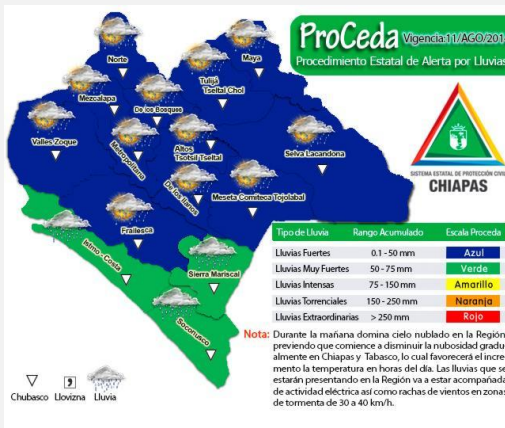 ProCeda Vigencia:11/AGO/201
Procedimiento Estatal de Alerta por Lluvias
Norte
Maya
Tulijá
Tseltal Chol
Mezcalapa
De los Bosques
Valles Zoque
Metropolitana
Altos
Tsotsil Tseltal
Selva Lacandona
De los llanos
Meseta Comiteca Tojolabal
Frailesca
Istmo - Costa
Sierra Mariscal
Soconusco
SISTEMA ESTATAL DE PROTECCIÓN CIVIL
CHIAPAS
Tipo de Lluvia Rango Acumulado Escala Proceda
Lluvias Fuertes 0.1 - 50 mm Azul
Lluvias Muy Fuertes 50 - 75 mm Verde
Lluvias Intensas 75 - 150 mm Amarillo
Lluvias Torrenciales 150 - 250 mm Naranja
Lluvias Extraordinarias > 250 mm Rojo
Nota: Durante la mañana domina cielo nublado en la Región,
previendo que comience a disminuir la nubosidad gradu
almente en Chiapas y Tabasco, lo cual favorecerá el incre
mento la temperatura en horas del día. Las lluvias que se
estarán presentando en la Región va a estar acompañada
de actividad eléctrica así como rachas de vientos en zonas
de tormenta de 30 a 40 km/h.
Chubasco Llovizna Lluvia